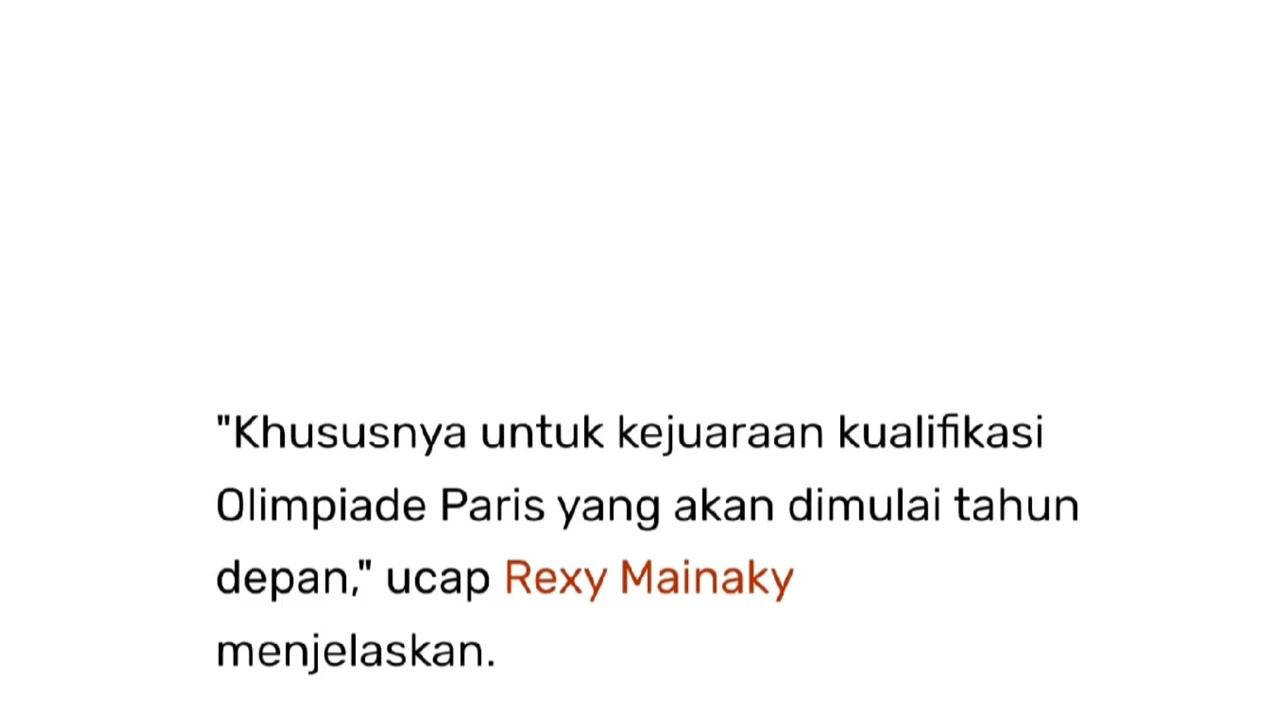 "Khususnya untuk kejuaraan kualifikasi
Olimpiade Paris yang akan dimulai tahun
depan," ucap Rexy Mainaky
menjelaskan.